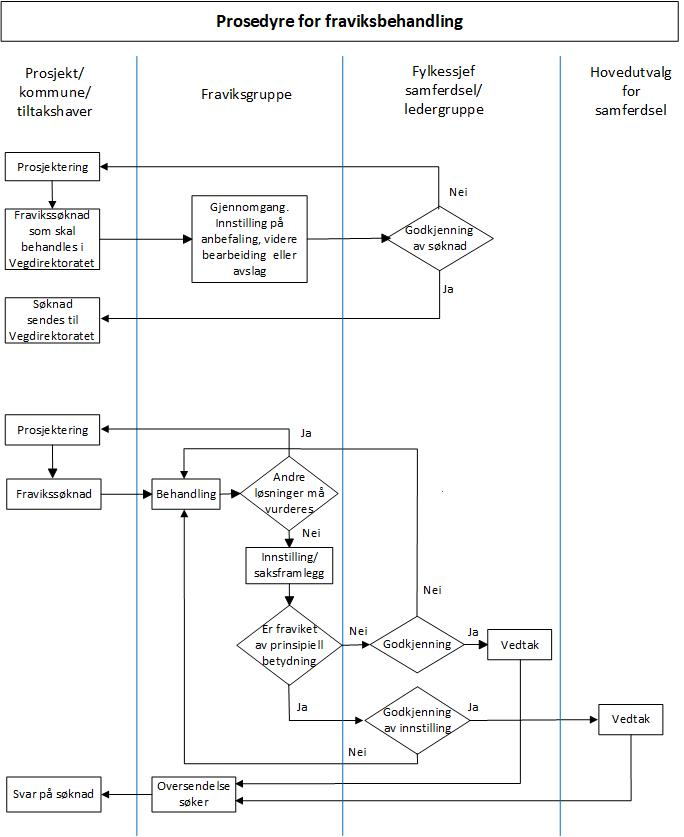 Prosedyre for fraviksbehandling
Prosjekt/
kommune/
tiltakshaver
Fraviksgruppe
Fylkessjef
samferdsel/
ledergruppe
Hovedutvalg
for
samferdsel
Prosjektering
Nei
Fravikssøknad
som skal
behandles i
Vegdirektoratet
Gjennomgang.
Innstilling på
anbefaling, videre
bearbeiding eller
avslag
Godkjenning
av søknad
Ja
Søknad
sendes til
Vegdirektoratet
Prosjektering
Ja
Fravikssøknad
Behandling
Andre
løsninger må
vurderes
Nei
Innstilling/
saksframlegg
Nei
Er fraviket
av prinsipiell
betydning
Nei
Godkjenning
Ja
Vedtak
Ja
Godkjenning
av innstilling
Ja
Vedtak
Nei
Svar på søknad
Oversendelse
søker